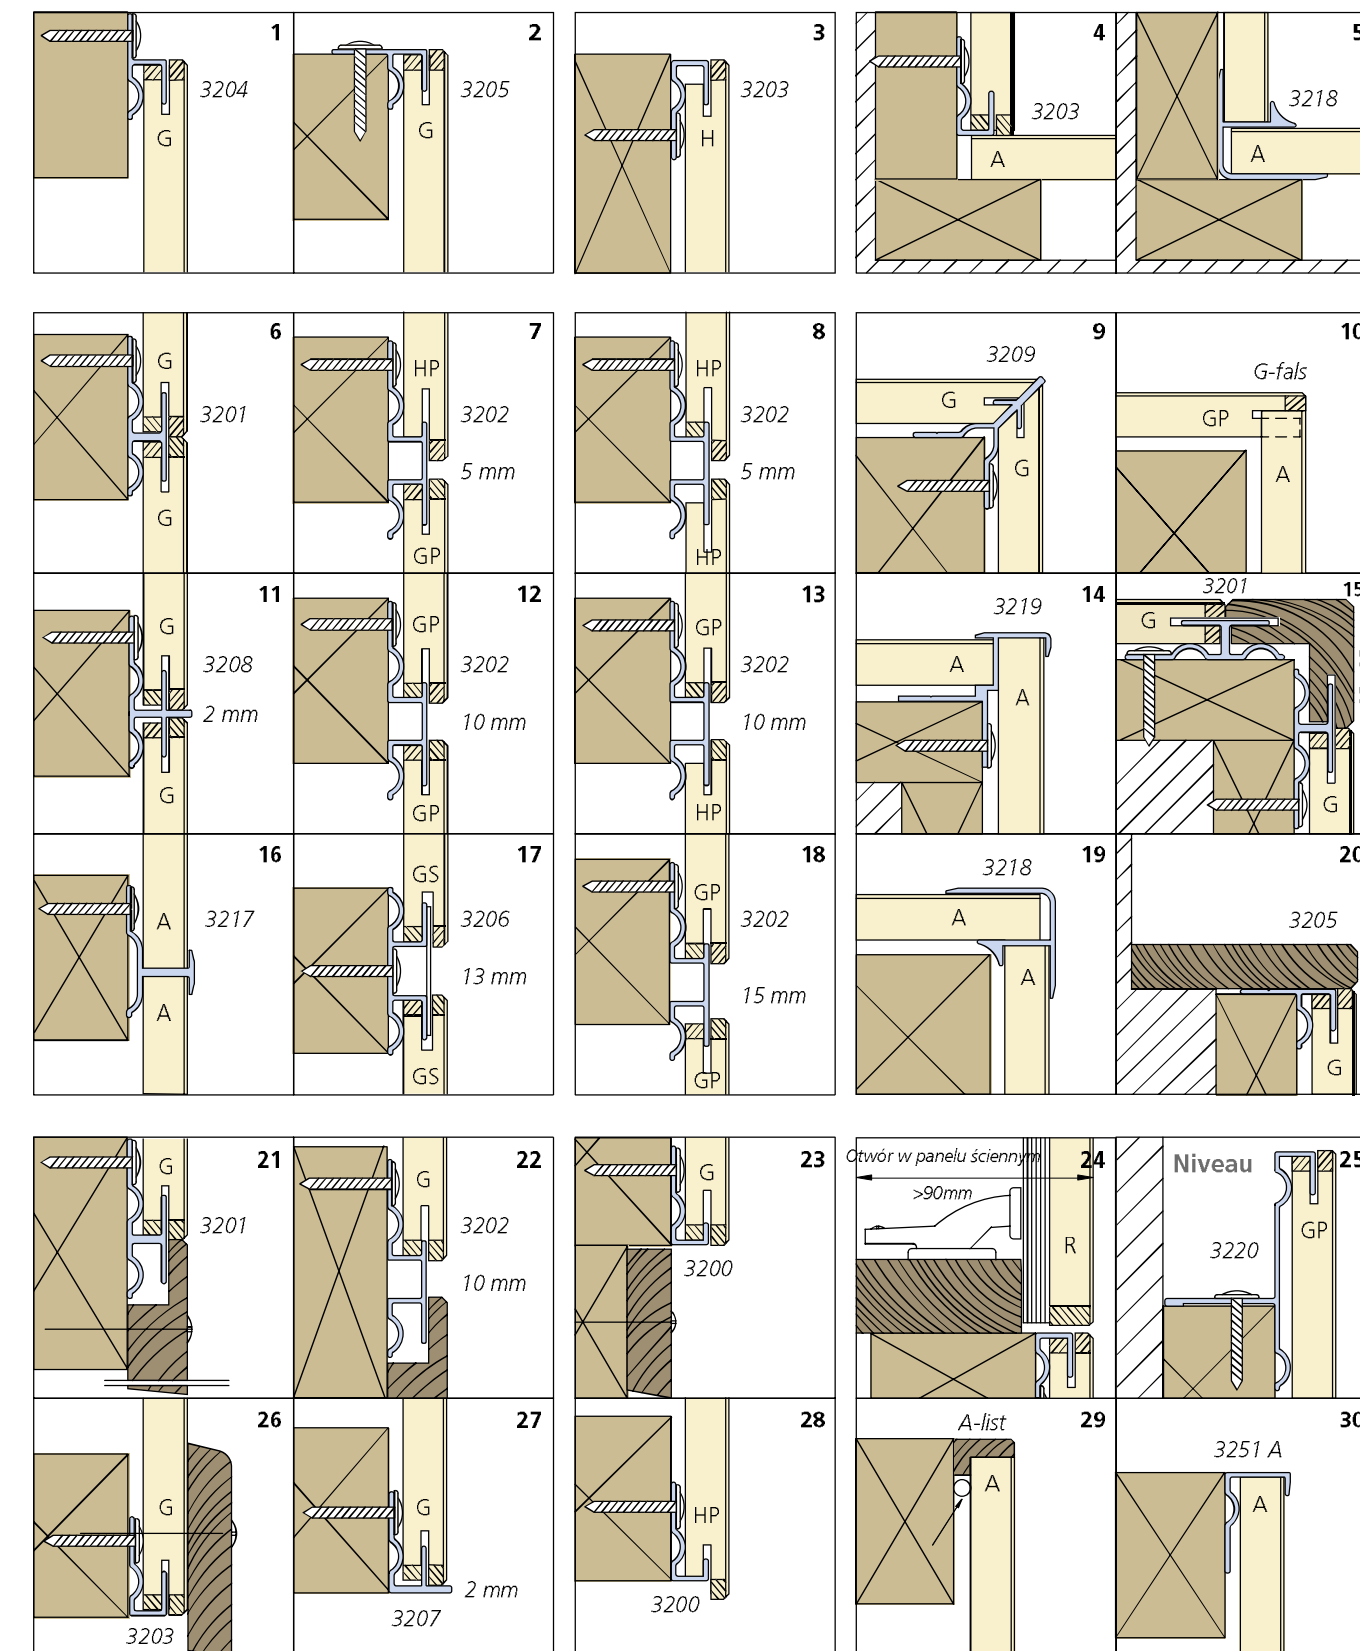 1
3204
G
2
3205
G
3
3203
H
4
3203
A
5
3218
A
6
G
3201
G
7
HP
3202
5 mm
GP
8
HP
3202
5 mm
HP
9
3209
G
G
10
G-fals
GP
A
11
G
3208
2 mm
G
12
GP
3202
10 mm
GP
13
GP
3202
10 mm
HP
14
3219
A
A
15
3201
G
G
16
A
3217
A
17
GS
3206
13 mm
GS
18
GP
3202
15 mm
GP
19
3218
A
A
20
3205
G
21
G
3201
22
G
3202
10 mm
23
G
3200
24
Otwór w panelu ściennym
>90mm
R
25
Niveau
GP
3220
26
G
3203
27
G
2 mm
3207
28
HP
3200
29
A-list
A
30
3251 A
A